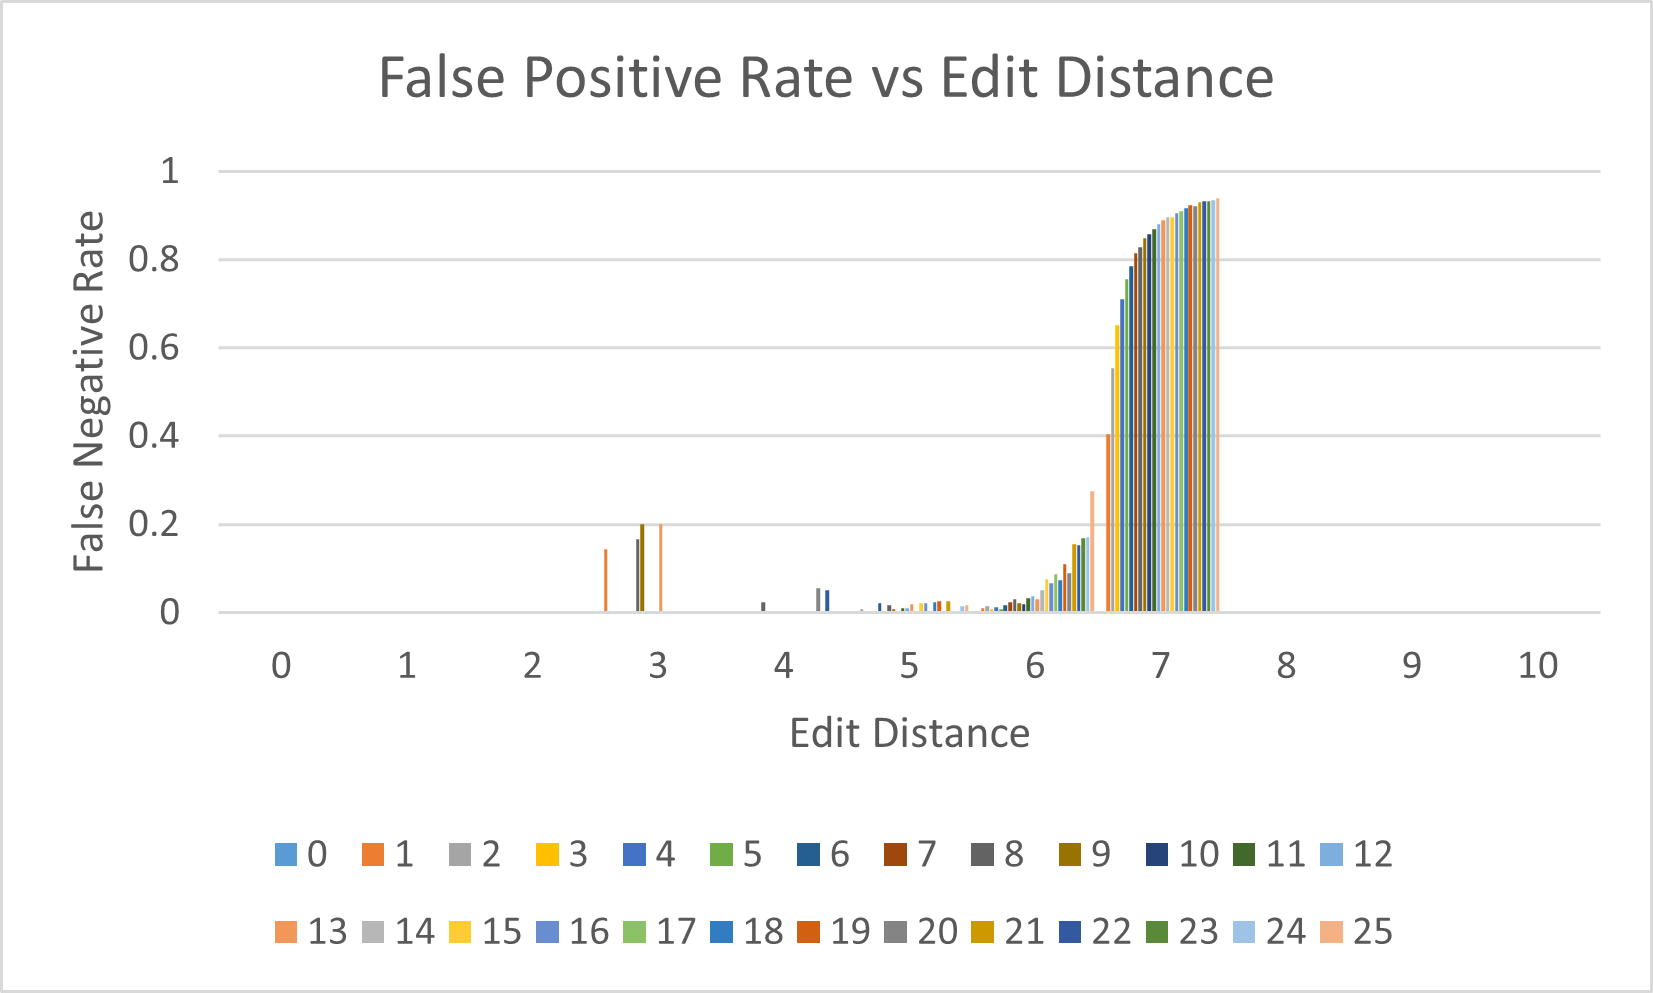 False Positive Rate vs Edit Distance
1
0.8
0.6
0.4
0.2
0
False Negative Rate
0 1 2 3 4 5 6 7 8 9 10
Edit Distance
0 1 2 3 4 5 6 7 8 9 10 11 12
13 14 15 16 17 18 19 20 21 22 23 24 25